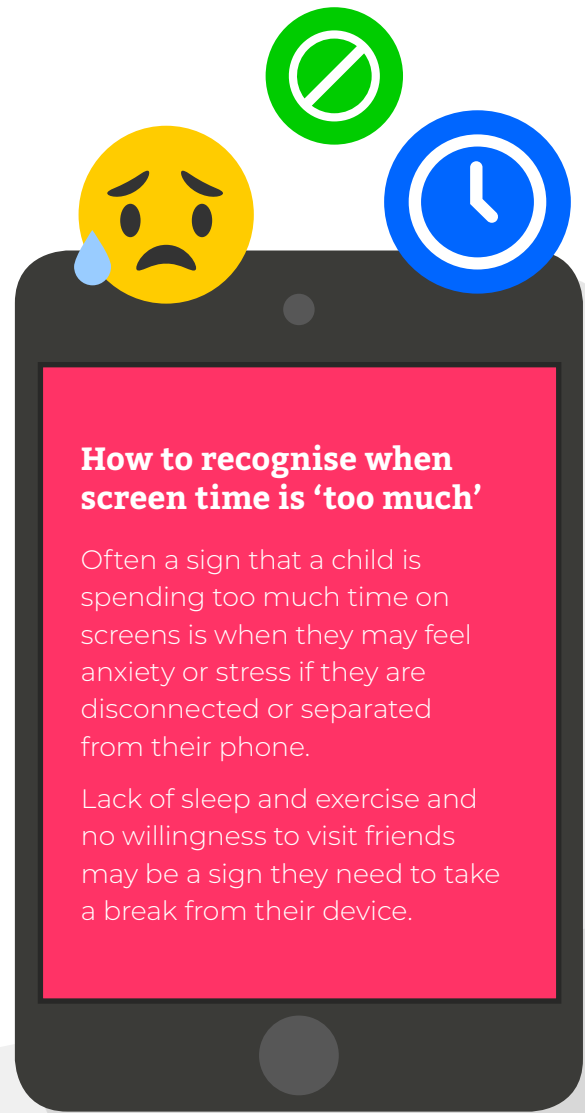 How to recognise when
screen time is ‘too much’
Often a sign that a child is
spending too much time on
screens is when they may feel
anxiety or stress if they are
disconnected or separated
from their phone.
Lack of sleep and exercise and
no willingness to visit friends
may be a sign they need to take
a break from their device.